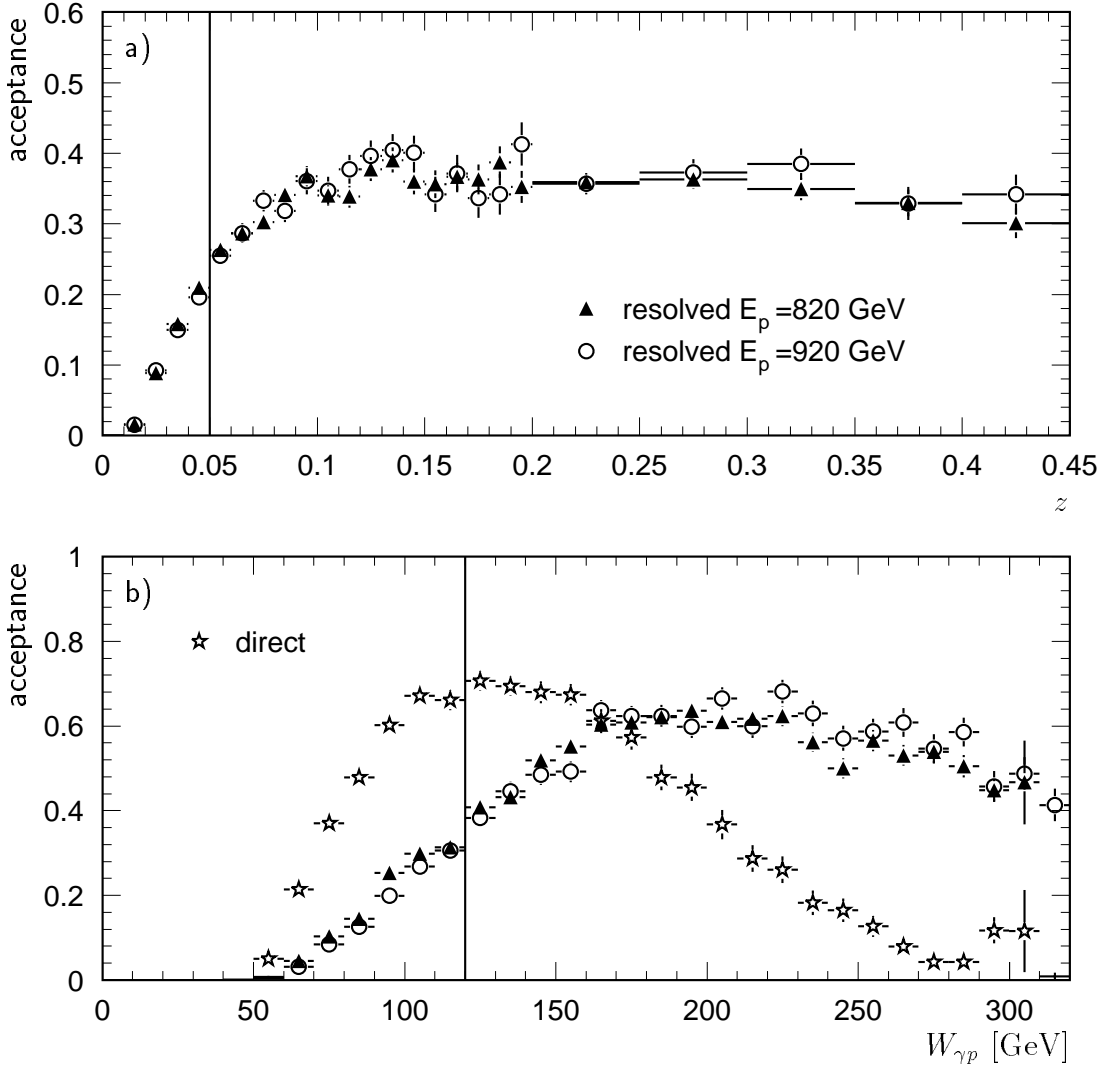 0.6
a)
acceptance
0.5
0.4
0.3
0.2
▲ resolved E_p =820 GeV
○ resolved E_p =920 GeV
0.1
0
0 0.05 0.1 0.15 0.2 0.25 0.3 0.35 0.4 0.45
z
1
b)
acceptance
0.8
☆ direct
0.6
0.4
0.2
0
0 50 100 150 200 250 300
W_γp [GeV]